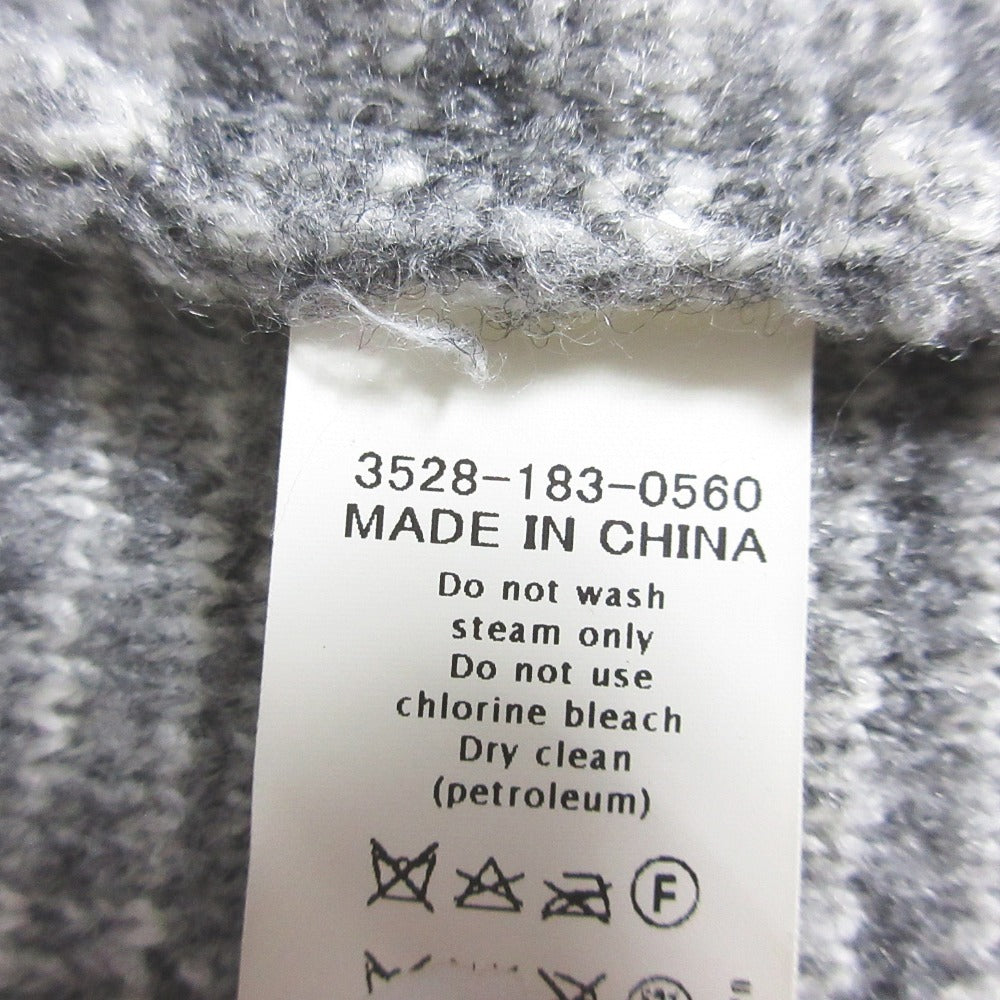 3528-183-0560
MADE IN CHINA
Do not wash
steam only
Do not use
chlorine bleach
Dry clean
(petroleum)
F